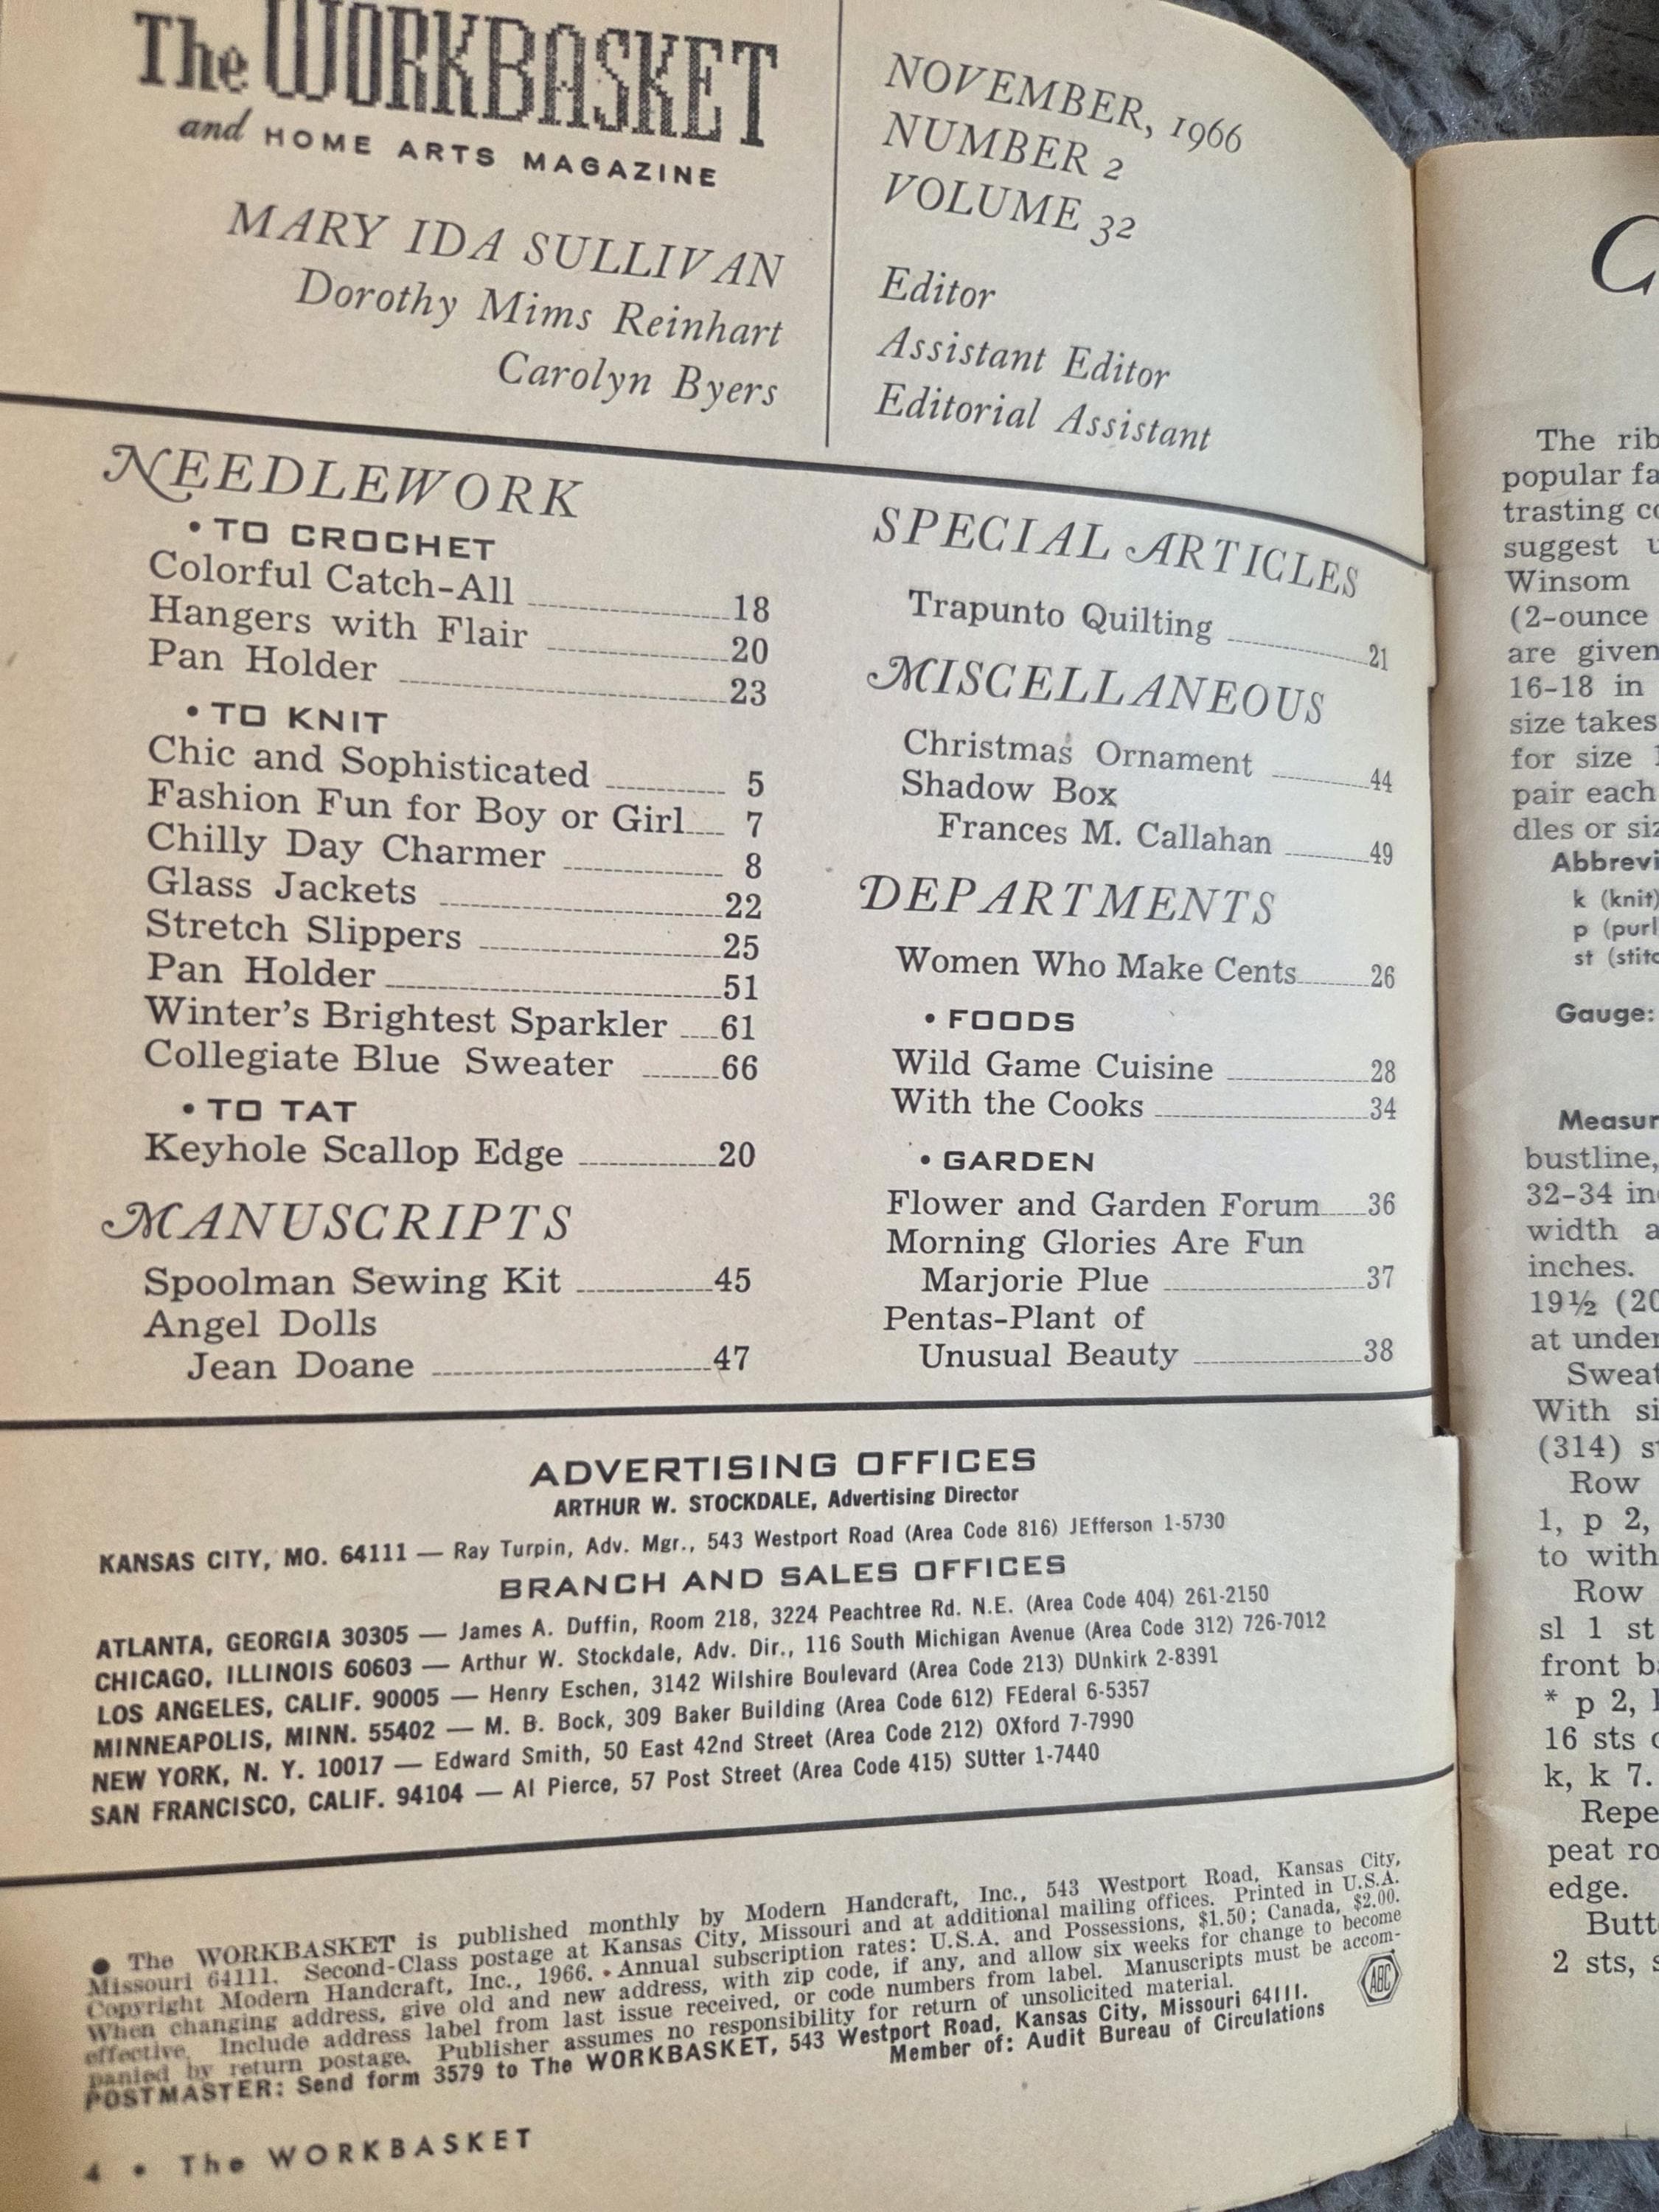 The WORKBASKET
and HOME ARTS MAGAZINE
NOVEMBER, 1966
NUMBER 2
VOLUME 32
MARY IDA SULLIVAN
Editor
Dorothy Mims Reinhart
Assistant Editor
Carolyn Byers
Editorial Assistant
NEEDLEWORK
• TO CROCHET
Colorful Catch-All 18
Hangers with Flair 20
Pan Holder 23
• TO KNIT
Chic and Sophisticated 5
Fashion Fun for Boy or Girl 7
Chilly Day Charmer 8
Glass Jackets 22
Stretch Slippers 25
Pan Holder 51
Winter's Brightest Sparkler 61
Collegiate Blue Sweater 66
• TO TAT
Keyhole Scallop Edge 20
MANUSCRIPTS
Spoolman Sewing Kit 45
Angel Dolls
Jean Doane 47
SPECIAL ARTICLES
Trapunto Quilting 21
MISCELLANEOUS
Christmas Ornament 44
Shadow Box
Frances M. Callahan 49
DEPARTMENTS
Women Who Make Cents 26
• FOODS
Wild Game Cuisine 28
With the Cooks 34
• GARDEN
Flower and Garden Forum 36
Morning Glories Are Fun
Marjorie Plue 37
Pentas-Plant of
Unusual Beauty 38
ADVERTISING OFFICES
ARTHUR W. STOCKDALE, Advertising Director
KANSAS CITY, MO. 64111 — Ray Turpin, Adv. Mgr., 543 Westport Road (Area Code 816) JEfferson 1-5730
BRANCH AND SALES OFFICES
ATLANTA, GEORGIA 30305 — James A. Duffin, Room 218, 3224 Peachtree Rd. N.E. (Area Code 404) 261-2150
CHICAGO, ILLINOIS 60603 — Arthur W. Stockdale, Adv. Dir., 116 South Michigan Avenue (Area Code 312) 726-7012
LOS ANGELES, CALIF. 90005 — Henry Eschen, 3142 Wilshire Boulevard (Area Code 213) DUnkirk 2-8391
MINNEAPOLIS, MINN. 55402 — M. B. Bock, 309 Baker Building (Area Code 612) FEderal 6-5357
NEW YORK, N. Y. 10017 — Edward Smith, 50 East 42nd Street (Area Code 212) OXford 7-7990
SAN FRANCISCO, CALIF. 94104 — Al Pierce, 57 Post Street (Area Code 415) SUtter 1-7440
● The WORKBASKET is published monthly by Modern Handcraft, Inc., 543 Westport Road, Kansas City,
Missouri 64111. Second-Class postage at Kansas City, Missouri and at additional mailing offices. Printed in U.S.A.
Copyright Modern Handcraft, Inc., 1966. • Annual subscription rates: U.S.A. and Possessions, $1.50; Canada, $2.00.
When changing address, give old and new address, with zip code, if any, and allow six weeks for change to become
effective. Include address label from last issue received, or code numbers from label. Manuscripts must be accom-
panied by return postage. Publisher assumes no responsibility for return of unsolicited material.
POSTMASTER: Send form 3579 to The WORKBASKET, 543 Westport Road, Kansas City, Missouri 64111.
Member of: Audit Bureau of Circulations
ABC
4 • The WORKBASKET
C
The rib
popular fa
trasting co
suggest u
Winsom
(2-ounce
are given
16-18 in
size takes
for size 1
pair each
dles or siz
Abbrevi
k (knit)
p (purl
st (stitc
Gauge:
Measur
bustline,
32-34 in
width a
inches.
19½ (20
at under
Sweat
With si
(314) st
Row
1, p 2,
to with
Row
sl 1 st
front b
* p 2,
16 sts
k, k 7.
Repe
peat ro
edge.
Butt
2 sts, s